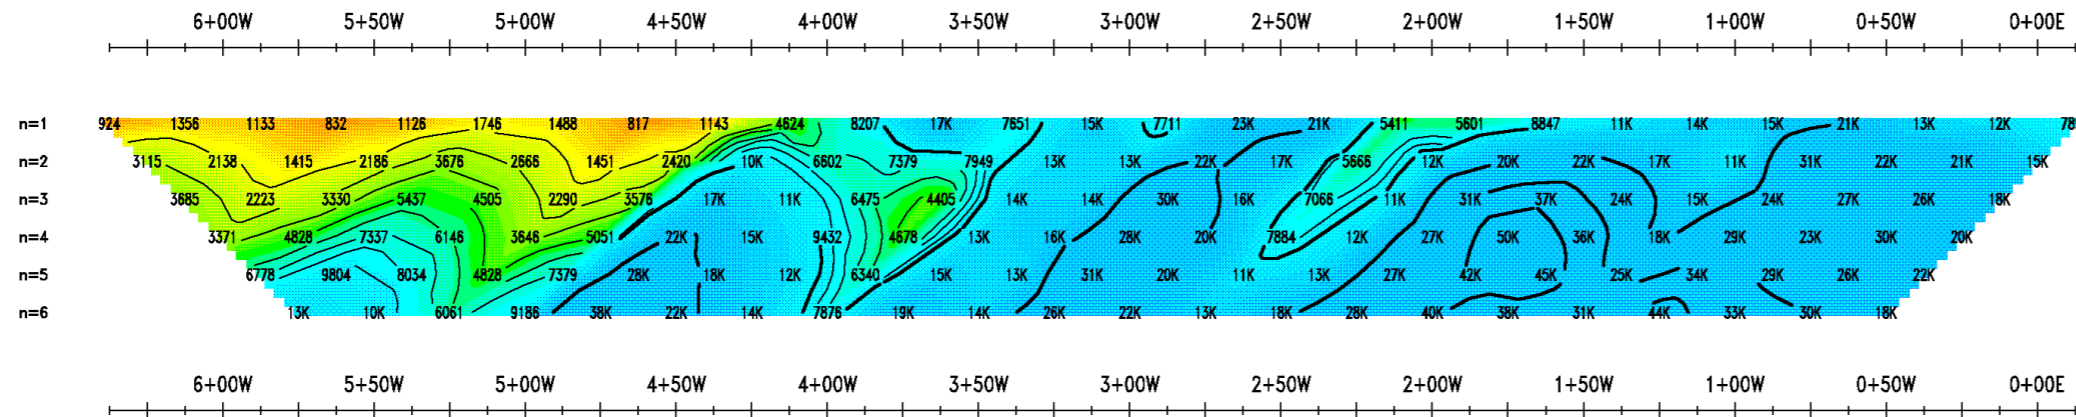 6+00W 5+50W 5+00W 4+50W 4+00W 3+50W 3+00W 2+50W 2+00W 1+50W 1+00W 0+50W 0+00E
n=1 924 1356 1133 832 1126 1746 1488 817 1143 4624 8207 17K 7651 15K 7711 23K 21K 5411 5601 8847 11K 14K 15K 21K 13K 12K
n=2 3115 2138 1415 2186 3676 2666 1451 2420 10K 6602 7379 7949 13K 13K 22K 17K 5666 12K 20K 22K 17K 11K 31K 22K 21K 15K
n=3 3685 2223 3330 5437 4505 2290 3576 17K 11K 6475 4405 14K 14K 30K 16K 7066 11K 31K 37K 24K 15K 24K 27K 26K 18K
n=4 3371 4828 7337 6146 3646 5051 22K 15K 9432 4678 13K 16K 28K 20K 7884 12K 27K 50K 36K 18K 29K 23K 30K 20K
n=5 6778 9804 8034 4828 7379 28K 18K 12K 6340 15K 13K 31K 20K 11K 13K 27K 42K 45K 25K 34K 29K 26K 22K
n=6 13K 10K 6061 9186 38K 22K 14K 7876 19K 14K 26K 22K 13K 18K 28K 40K 38K 31K 44K 33K 30K 18K
6+00W 5+50W 5+00W 4+50W 4+00W 3+50W 3+00W 2+50W 2+00W 1+50W 1+00W 0+50W 0+00E